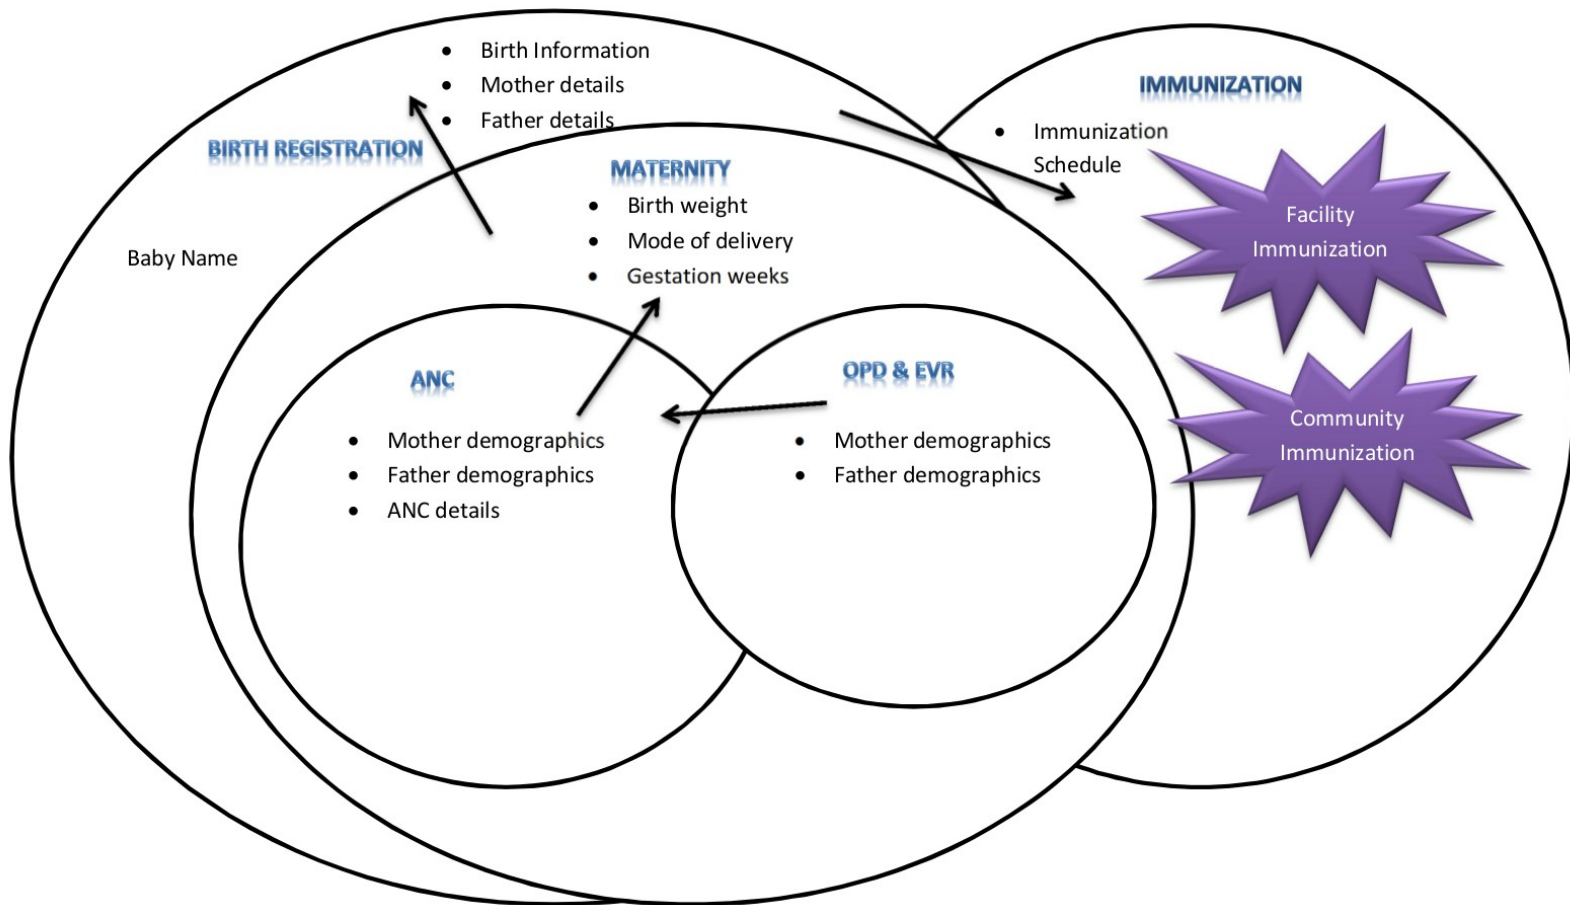 • Birth Information
• Mother details
• Father details
BIRTH REGISTRATION
Baby Name
MATERNITY
• Birth weight
• Mode of delivery
• Gestation weeks
ANC
• Mother demographics
• Father demographics
• ANC details
OPD & EVR
• Mother demographics
• Father demographics
IMMUNIZATION
• Immunization
Schedule
Facility
Immunization
Community
Immunization